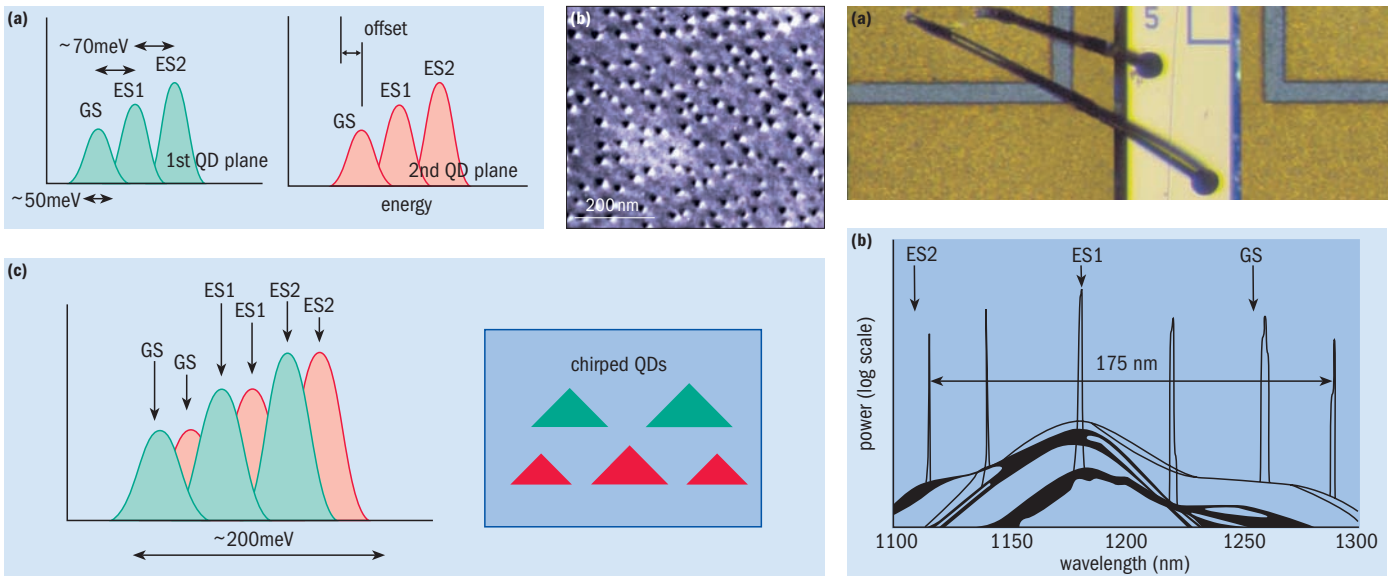 (a)
~70meV
ES2
ES1
GS
1st QD plane
~50meV
offset
ES2
ES1
GS
2nd QD plane
energy
(b)
200nm
(c)
ES1
ES2
ES1
ES2
GS
GS
~200meV
chirped QDs
(a)
5
(b)
ES2
ES1
GS
175 nm
power (log scale)
1100
1150
1200
1250
1300
wavelength (nm)